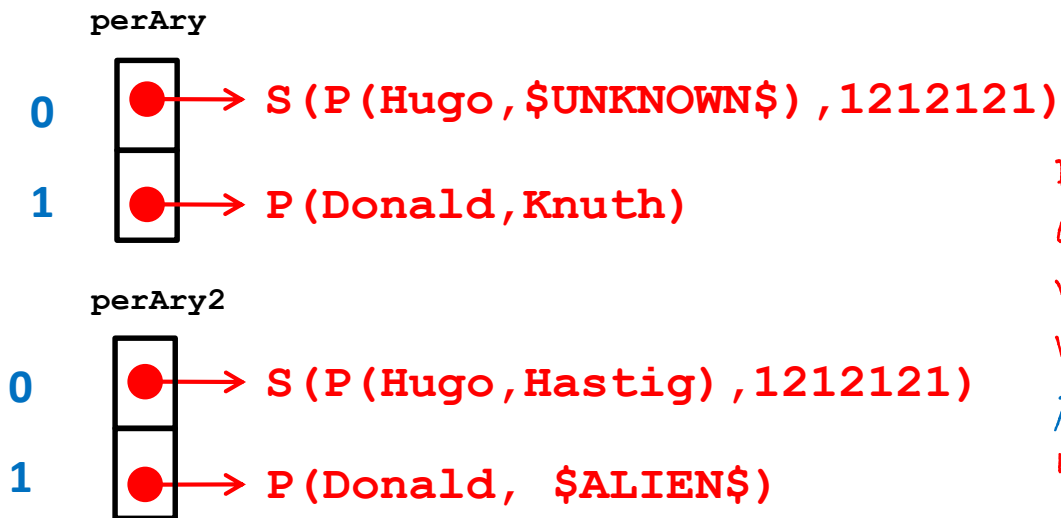 perAry
0 S(P(Hugo,$UNKNOWN$),1212121)
1 P(Donald,Knuth)
perAry2
0 S(P(Hugo,Hastig),1212121)
1 P(Donald, $ALIEN$)